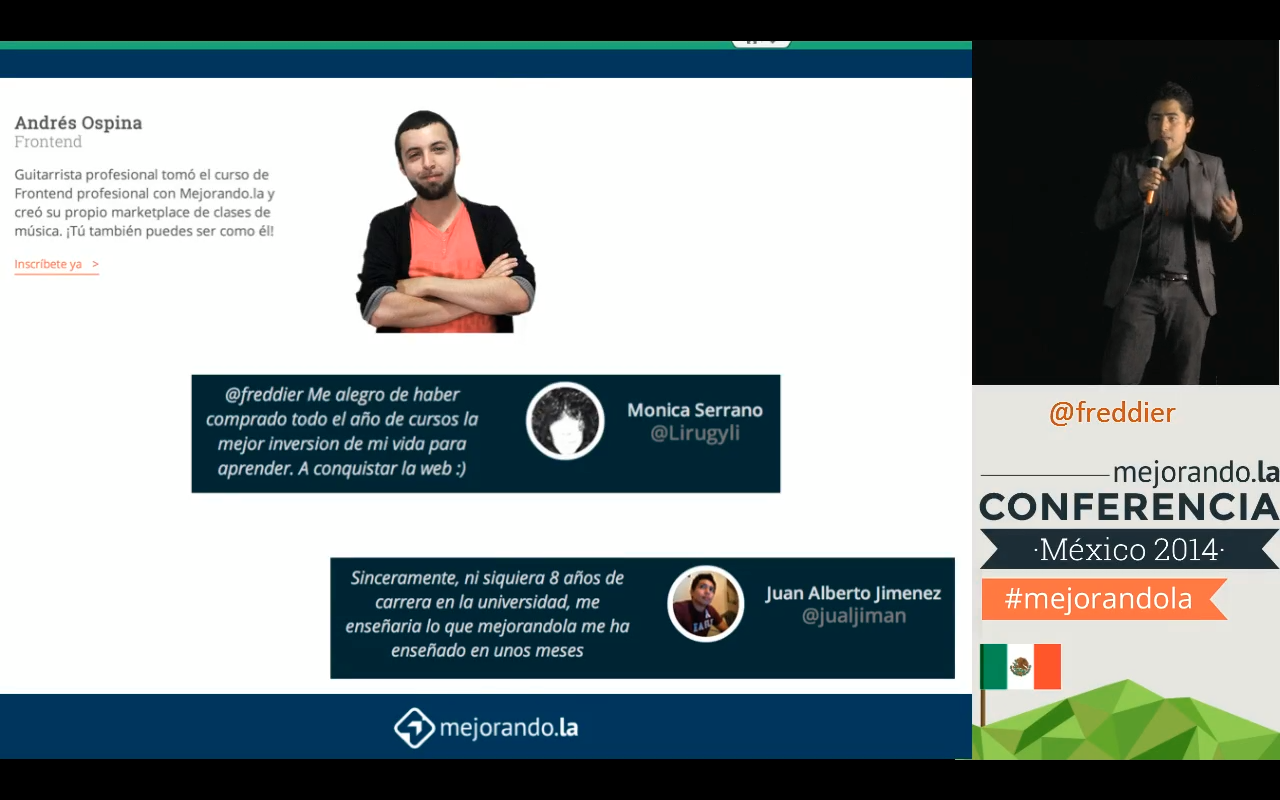 Andrés Ospina
Frontend
Guitarrista profesional tomó el curso de
Frontend profesional con Mejorando.la y
creó su propio marketplace de clases de
música. ¡Tú también puedes ser como él!
Inscríbete ya >
@freddier Me alegro de haber
comprado todo el año de cursos la
mejor inversion de mi vida para
aprender. A conquistar la web :)
Monica Serrano
@Lirugyli
Sinceramente, ni siquiera 8 años de
carrera en la universidad, me
enseñaria lo que mejorandola me ha
enseñado en unos meses
Juan Alberto Jimenez
@jualjiman
mejorando.la
@freddier
mejorando.la
CONFERENCIA
·México 2014·
#mejorandola